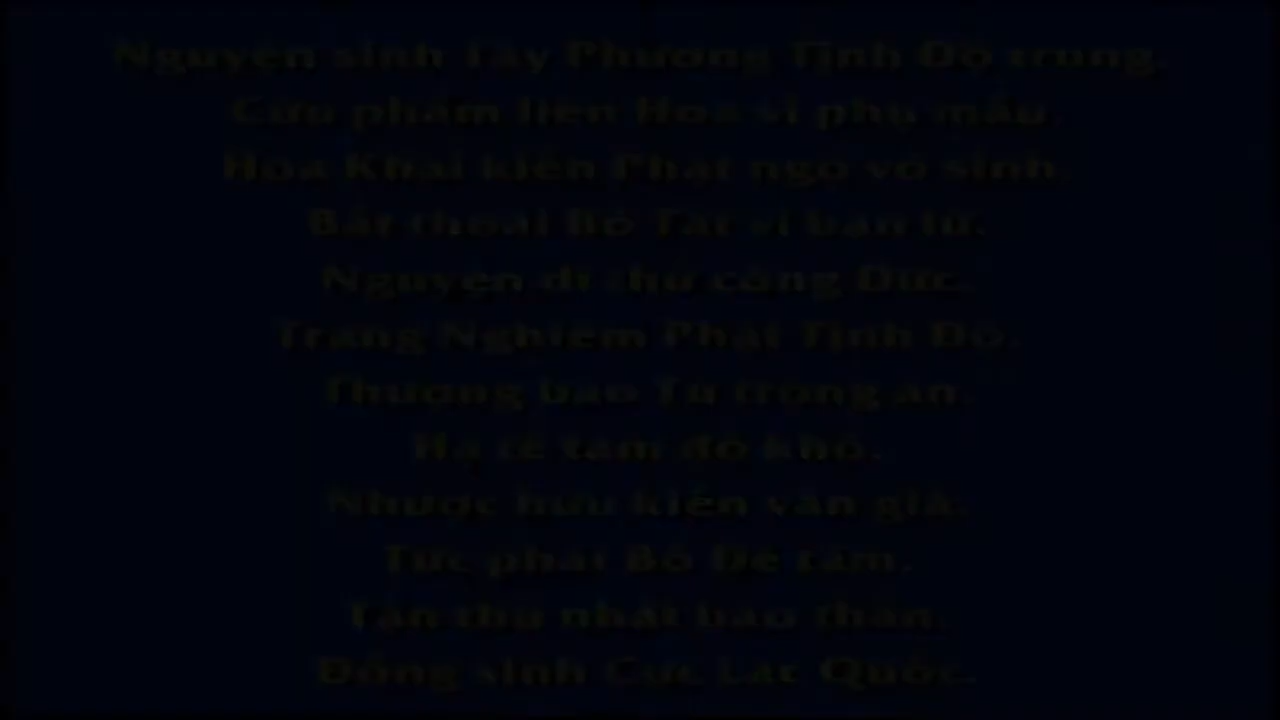 Nguyện sinh Tây Phương Tịnh Độ trung,
Cửu phẩm liên Hoa vi phụ mẫu.
Hoa Khai kiến Phật ngộ vô sinh,
Bất thoái Bồ Tát vi bạn lữ.
Nguyện dĩ thử công Đức,
Trang Nghiêm Phật Tịnh Độ,
Thượng báo Tứ trọng ân,
Hạ tế tam đồ khổ.
Nhược hữu kiến văn giả,
Tức phát Bồ Đề tâm,
Tận thử nhất báo thân,
Đồng sinh Cực Lạc Quốc.